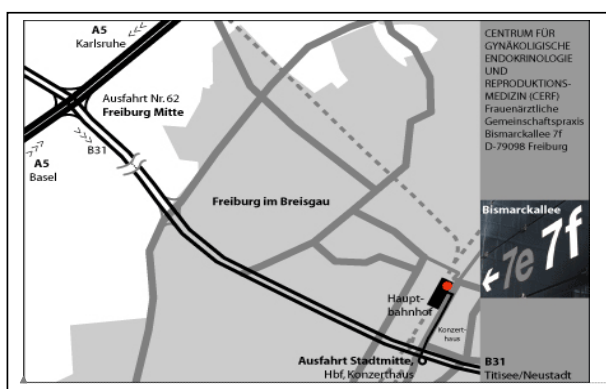 A5
Karlsruhe
Ausfahrt Nr. 62
Freiburg Mitte
B31
A5
Basel
Freiburg im Breisgau
Haupt-
bahnhof
Konzert-
haus
Ausfahrt Stadtmitte,
Hbf, Konzerthaus
B31
Titisee/Neustadt
CENTRUM FÜR
GYNÄKOLIGISCHE
ENDOKRINOLOGIE
UND
REPRODUKTIONS-
MEDIZIN (CERF)
Frauenärztliche
Gemeinschaftspraxis
Bismarckallee 7f
D-79098 Freiburg
Bismarckallee
7e 7f